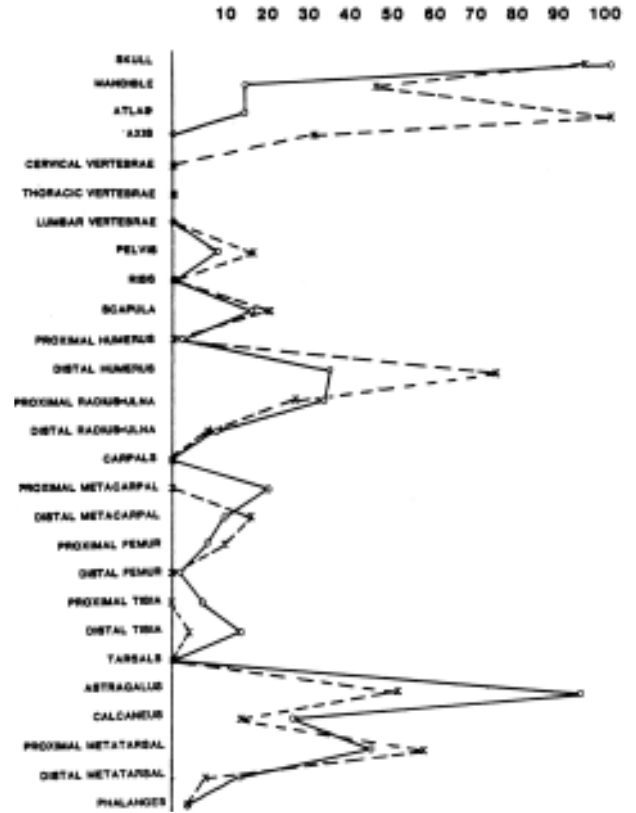 10 20 30 40 50 60 70 80 90 100
SKULL
MANDIBLE
ATLAS
AXIS
CERVICAL VERTEBRAE
THORACIC VERTEBRAE
LUMBAR VERTEBRAE
PELVIS
RIBS
SCAPULA
PROXIMAL HUMERUS
DISTAL HUMERUS
PROXIMAL RADIUS-ULNA
DISTAL RADIUS-ULNA
CARPALS
PROXIMAL METACARPAL
DISTAL METACARPAL
PROXIMAL FEMUR
DISTAL FEMUR
PROXIMAL TIBIA
DISTAL TIBIA
TARSALS
ASTRAGALUS
CALCANEUS
PROXIMAL METATARSAL
DISTAL METATARSAL
PHALANGES